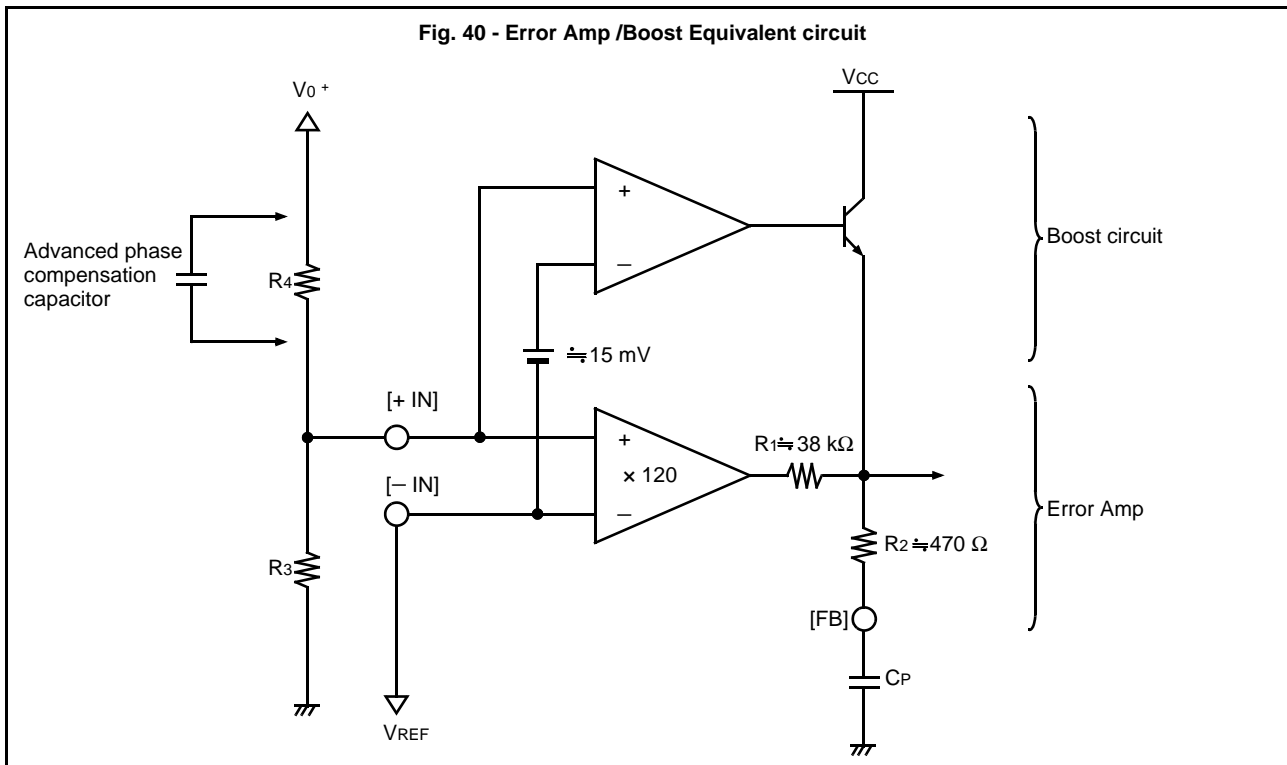 Fig. 40 - Error Amp /Boost Equivalent circuit
V0 +
VCC
+
–
Boost circuit
Advanced phase
compensation
capacitor
R4
≒15 mV
[+ IN]
+
× 120
–
R1≒38 kΩ
[– IN]
Error Amp
R2≒470 Ω
R3
[FB]
CP
VREF